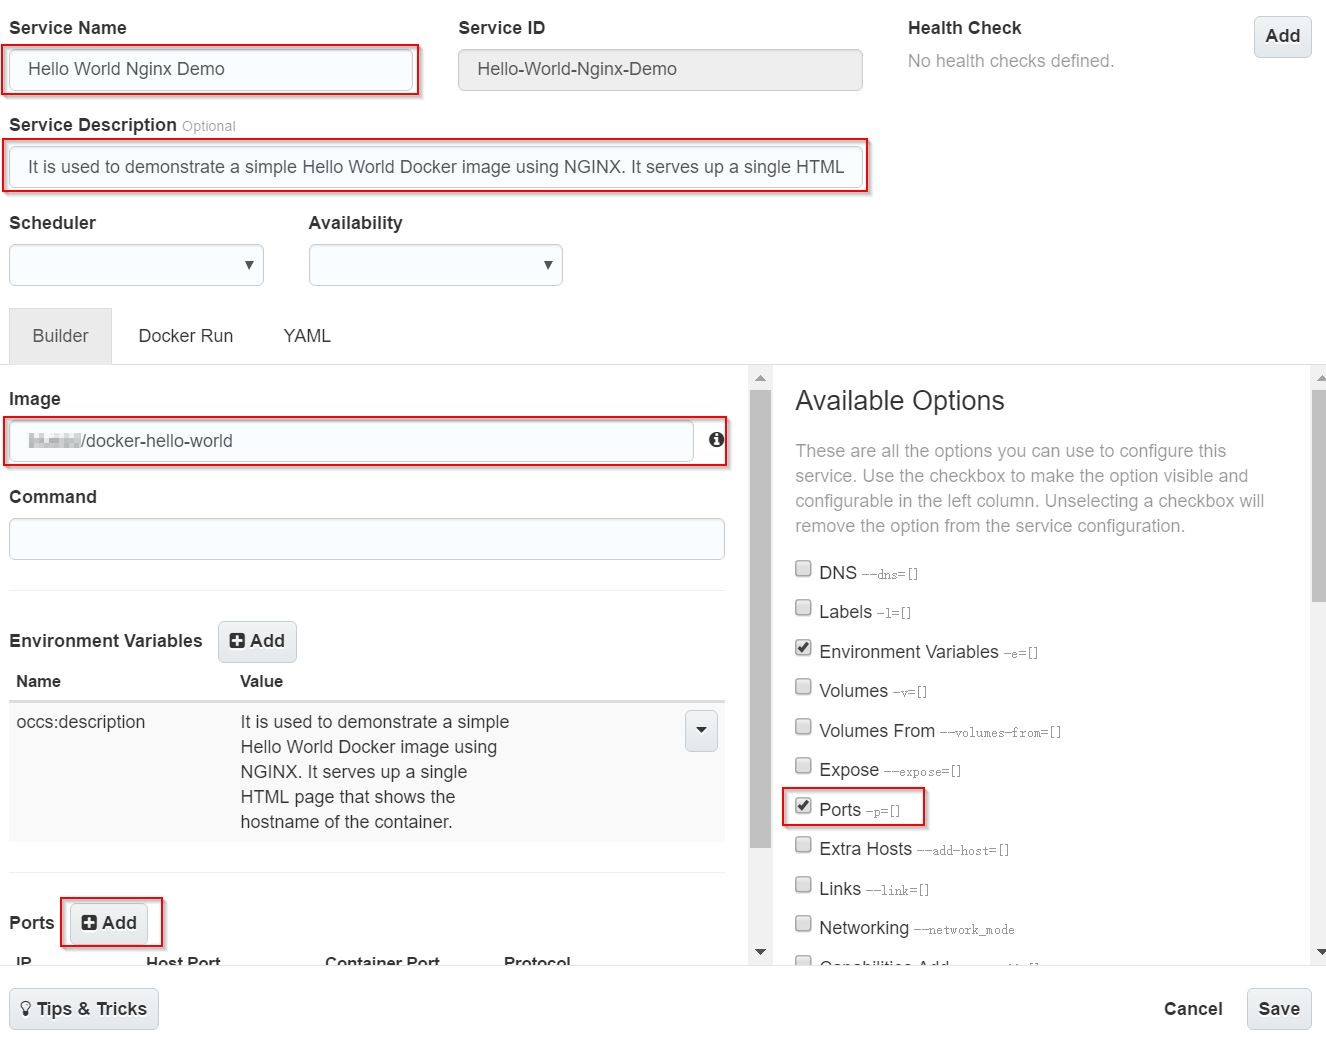 Service Name
Service ID
Health Check
Add
Hello World Nginx Demo
Hello-World-Nginx-Demo
No health checks defined.
Service Description Optional
It is used to demonstrate a simple Hello World Docker image using NGINX. It serves up a single HTML
Scheduler
Availability
Builder
Docker Run
YAML
Image
/docker-hello-world
Command
Environment Variables
Add
Name
Value
occs:description
It is used to demonstrate a simple
Hello World Docker image using
NGINX. It serves up a single
HTML page that shows the
hostname of the container.
Ports
Add
IP
Host Port
Container Port
Protocol
Available Options
These are all the options you can use to configure this
service. Use the checkbox to make the option visible and
configurable in the left column. Unselecting a checkbox will
remove the option from the service configuration.
DNS --dns=[]
Labels -l=[]
Environment Variables -e=[]
Volumes -v=[]
Volumes From --volumes-from=[]
Expose --expose=[]
Ports -p=[]
Extra Hosts --add-host=[]
Links --link=[]
Networking --network_mode
Capabilities Add
Tips & Tricks
Cancel
Save